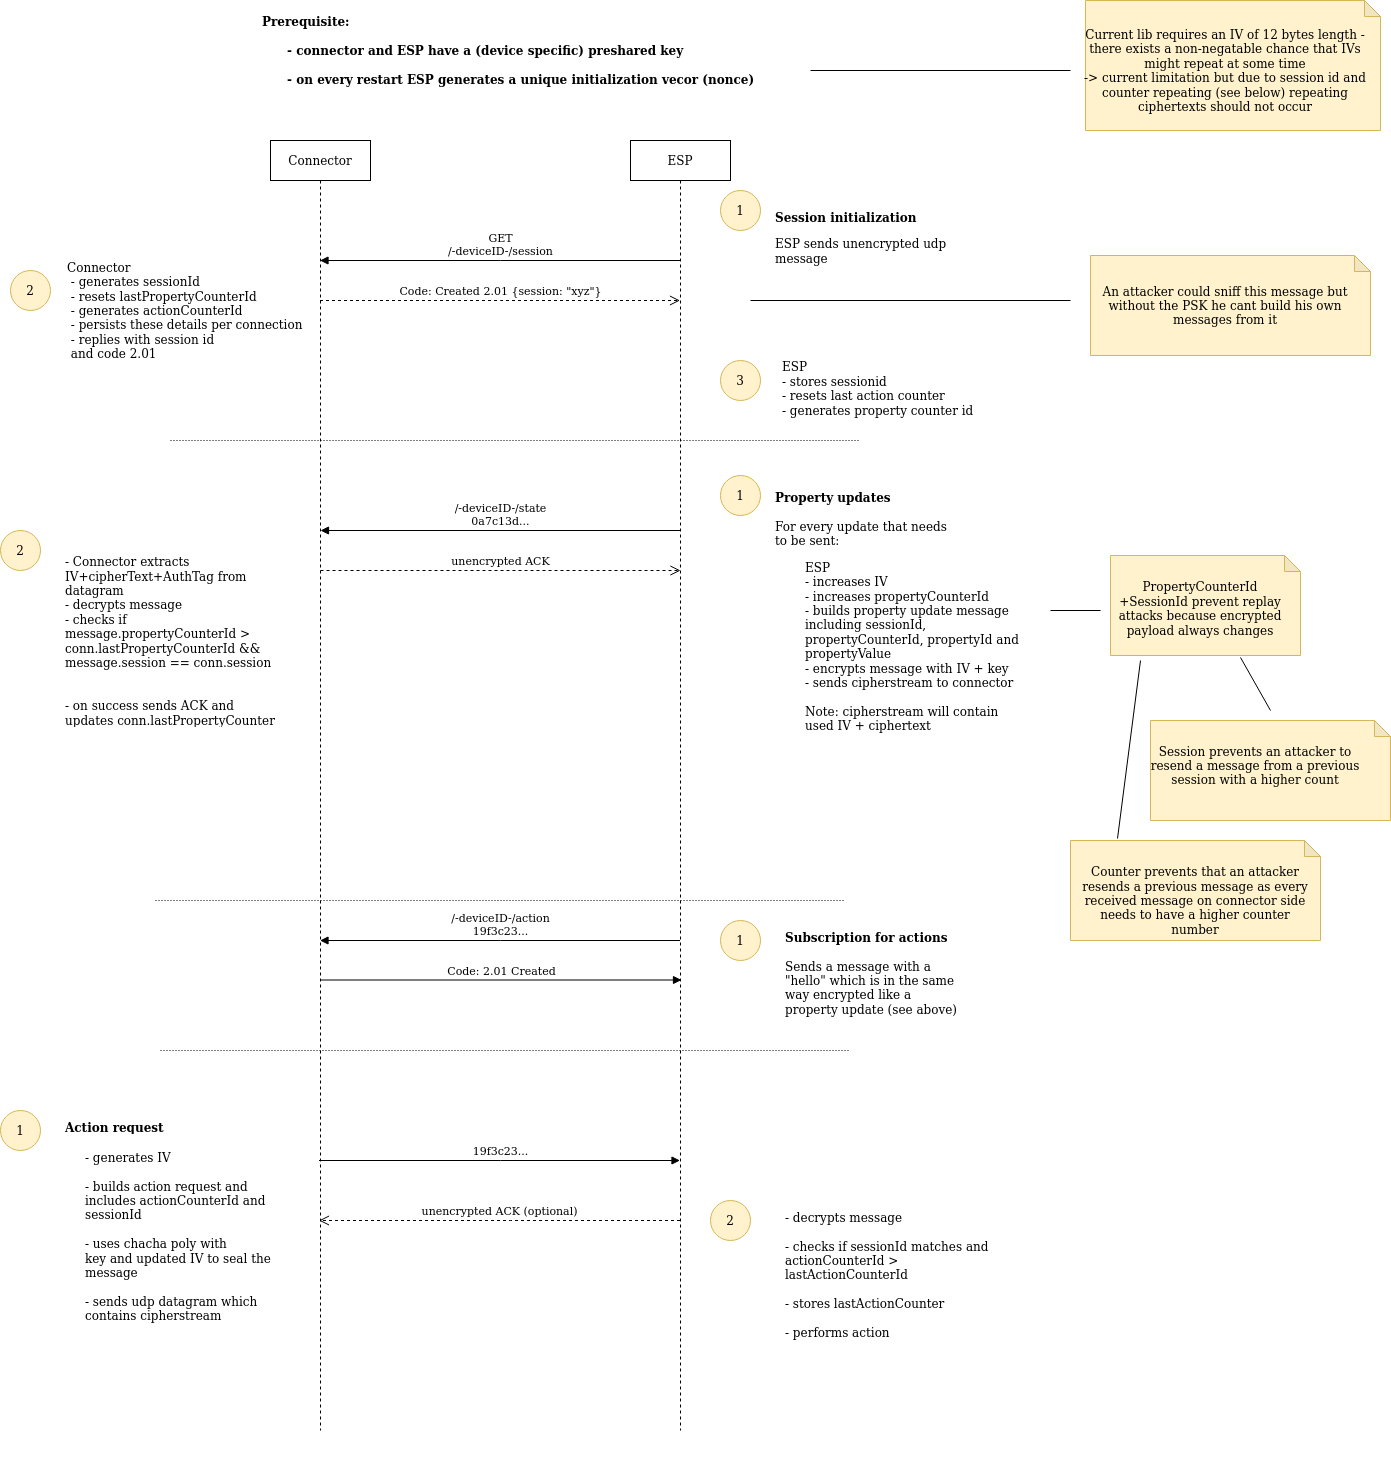 Prerequisite:
- connector and ESP have a (device specific) preshared key
- on every restart ESP generates a unique initialization vecor (nonce)
Current lib requires an IV of 12 bytes length -
there exists a non-negatable chance that IVs
might repeat at some time
-> current limitation but due to session id and
counter repeating (see below) repeating
ciphertexts should not occur
Connector
ESP
1
Session initialization
ESP sends unencrypted udp
message
GET
/-deviceID-/session
Code: Created 2.01 {session: "xyz"}
2
Connector
- generates sessionId
- resets lastPropertyCounterId
- generates actionCounterId
- persists these details per connection
- replies with session id
and code 2.01
An attacker could sniff this message but
without the PSK he cant build his own
messages from it
3
ESP
- stores sessionid
- resets last action counter
- generates property counter id
1
Property updates
For every update that needs
to be sent:
ESP
- increases IV
- increases propertyCounterId
- builds property update message
including sessionId,
propertyCounterId, propertyId and
propertyValue
- encrypts message with IV + key
- sends cipherstream to connector
Note: cipherstream will contain
used IV + ciphertext
/-deviceID-/state
0a7c13d...
unencrypted ACK
2
- Connector extracts
IV+cipherText+AuthTag from
datagram
- decrypts message
- checks if
message.propertyCounterId >
conn.lastPropertyCounterId &&
message.session == conn.session
- on success sends ACK and
updates conn.lastPropertyCounter
PropertyCounterId
+SessionId prevent replay
attacks because encrypted
payload always changes
Session prevents an attacker to
resend a message from a previous
session with a higher count
Counter prevents that an attacker
resends a previous message as every
received message on connector side
needs to have a higher counter
number
/-deviceID-/action
19f3c23...
Code: 2.01 Created
1
Subscription for actions
Sends a message with a
"hello" which is in the same
way encrypted like a
property update (see above)
1
Action request
- generates IV
- builds action request and
includes actionCounterId and
sessionId
- uses chacha poly with
key and updated IV to seal the
message
- sends udp datagram which
contains cipherstream
19f3c23...
unencrypted ACK (optional)
2
- decrypts message
- checks if sessionId matches and
actionCounterId >
lastActionCounterId
- stores lastActionCounter
- performs action